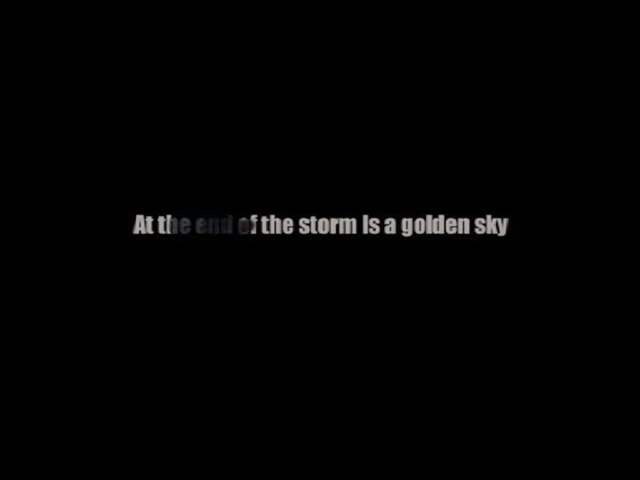 At the end of the storm Is a golden sky